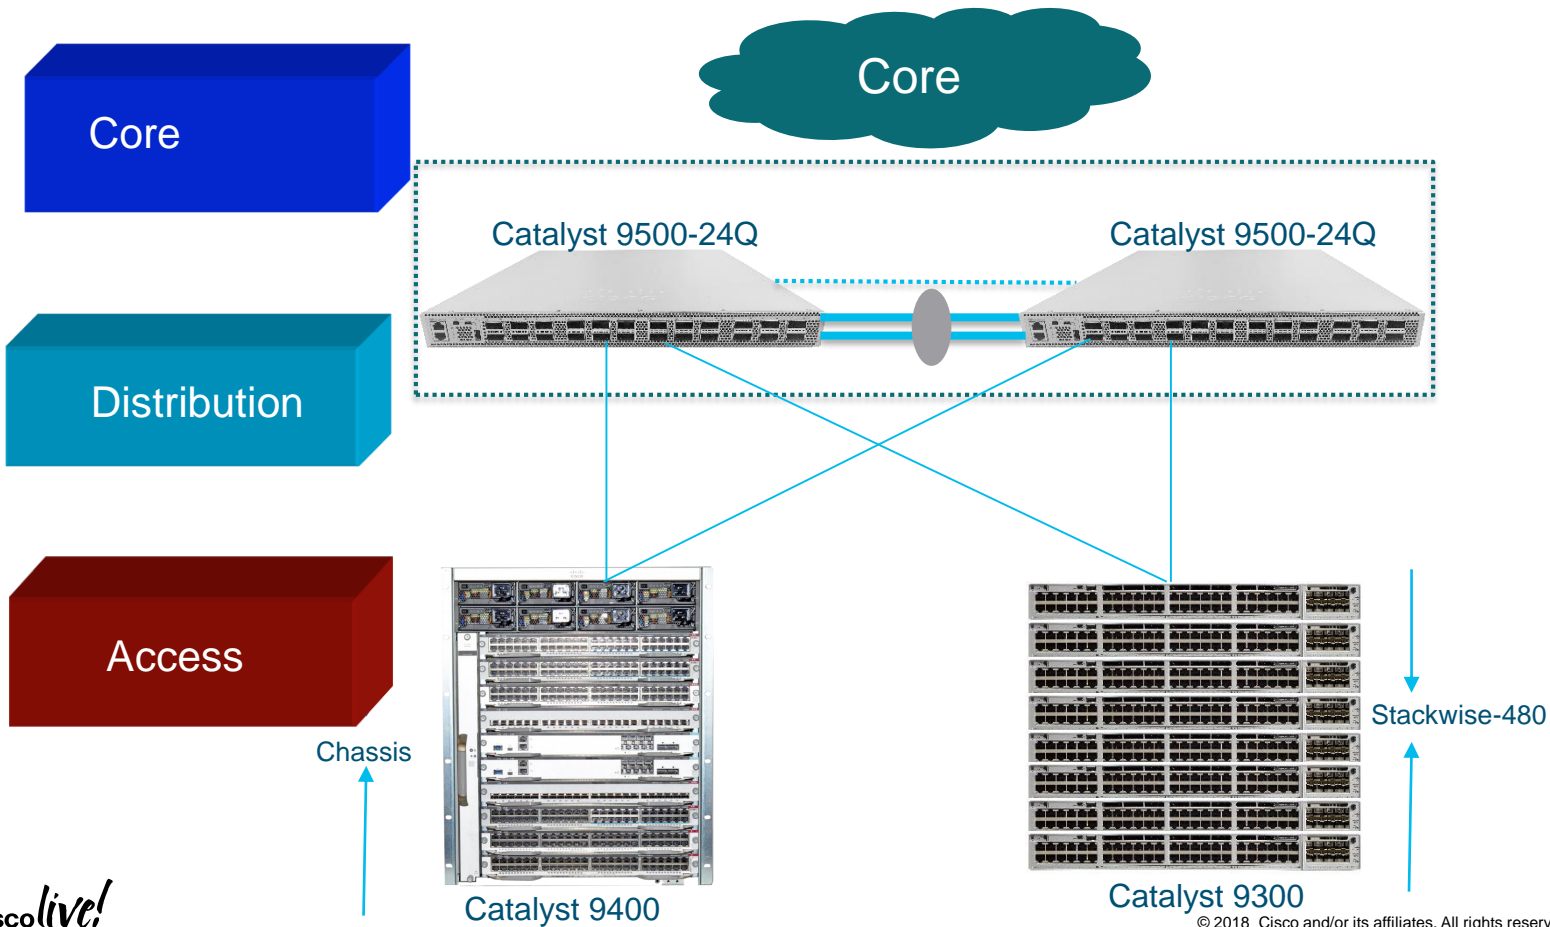 Core
Core
Catalyst 9500-24Q
Catalyst 9500-24Q
Distribution
Access
Chassis
Stackwise-480
Catalyst 9400
Catalyst 9300
live!
© 2018 Cisco and/or its affiliates. All rights